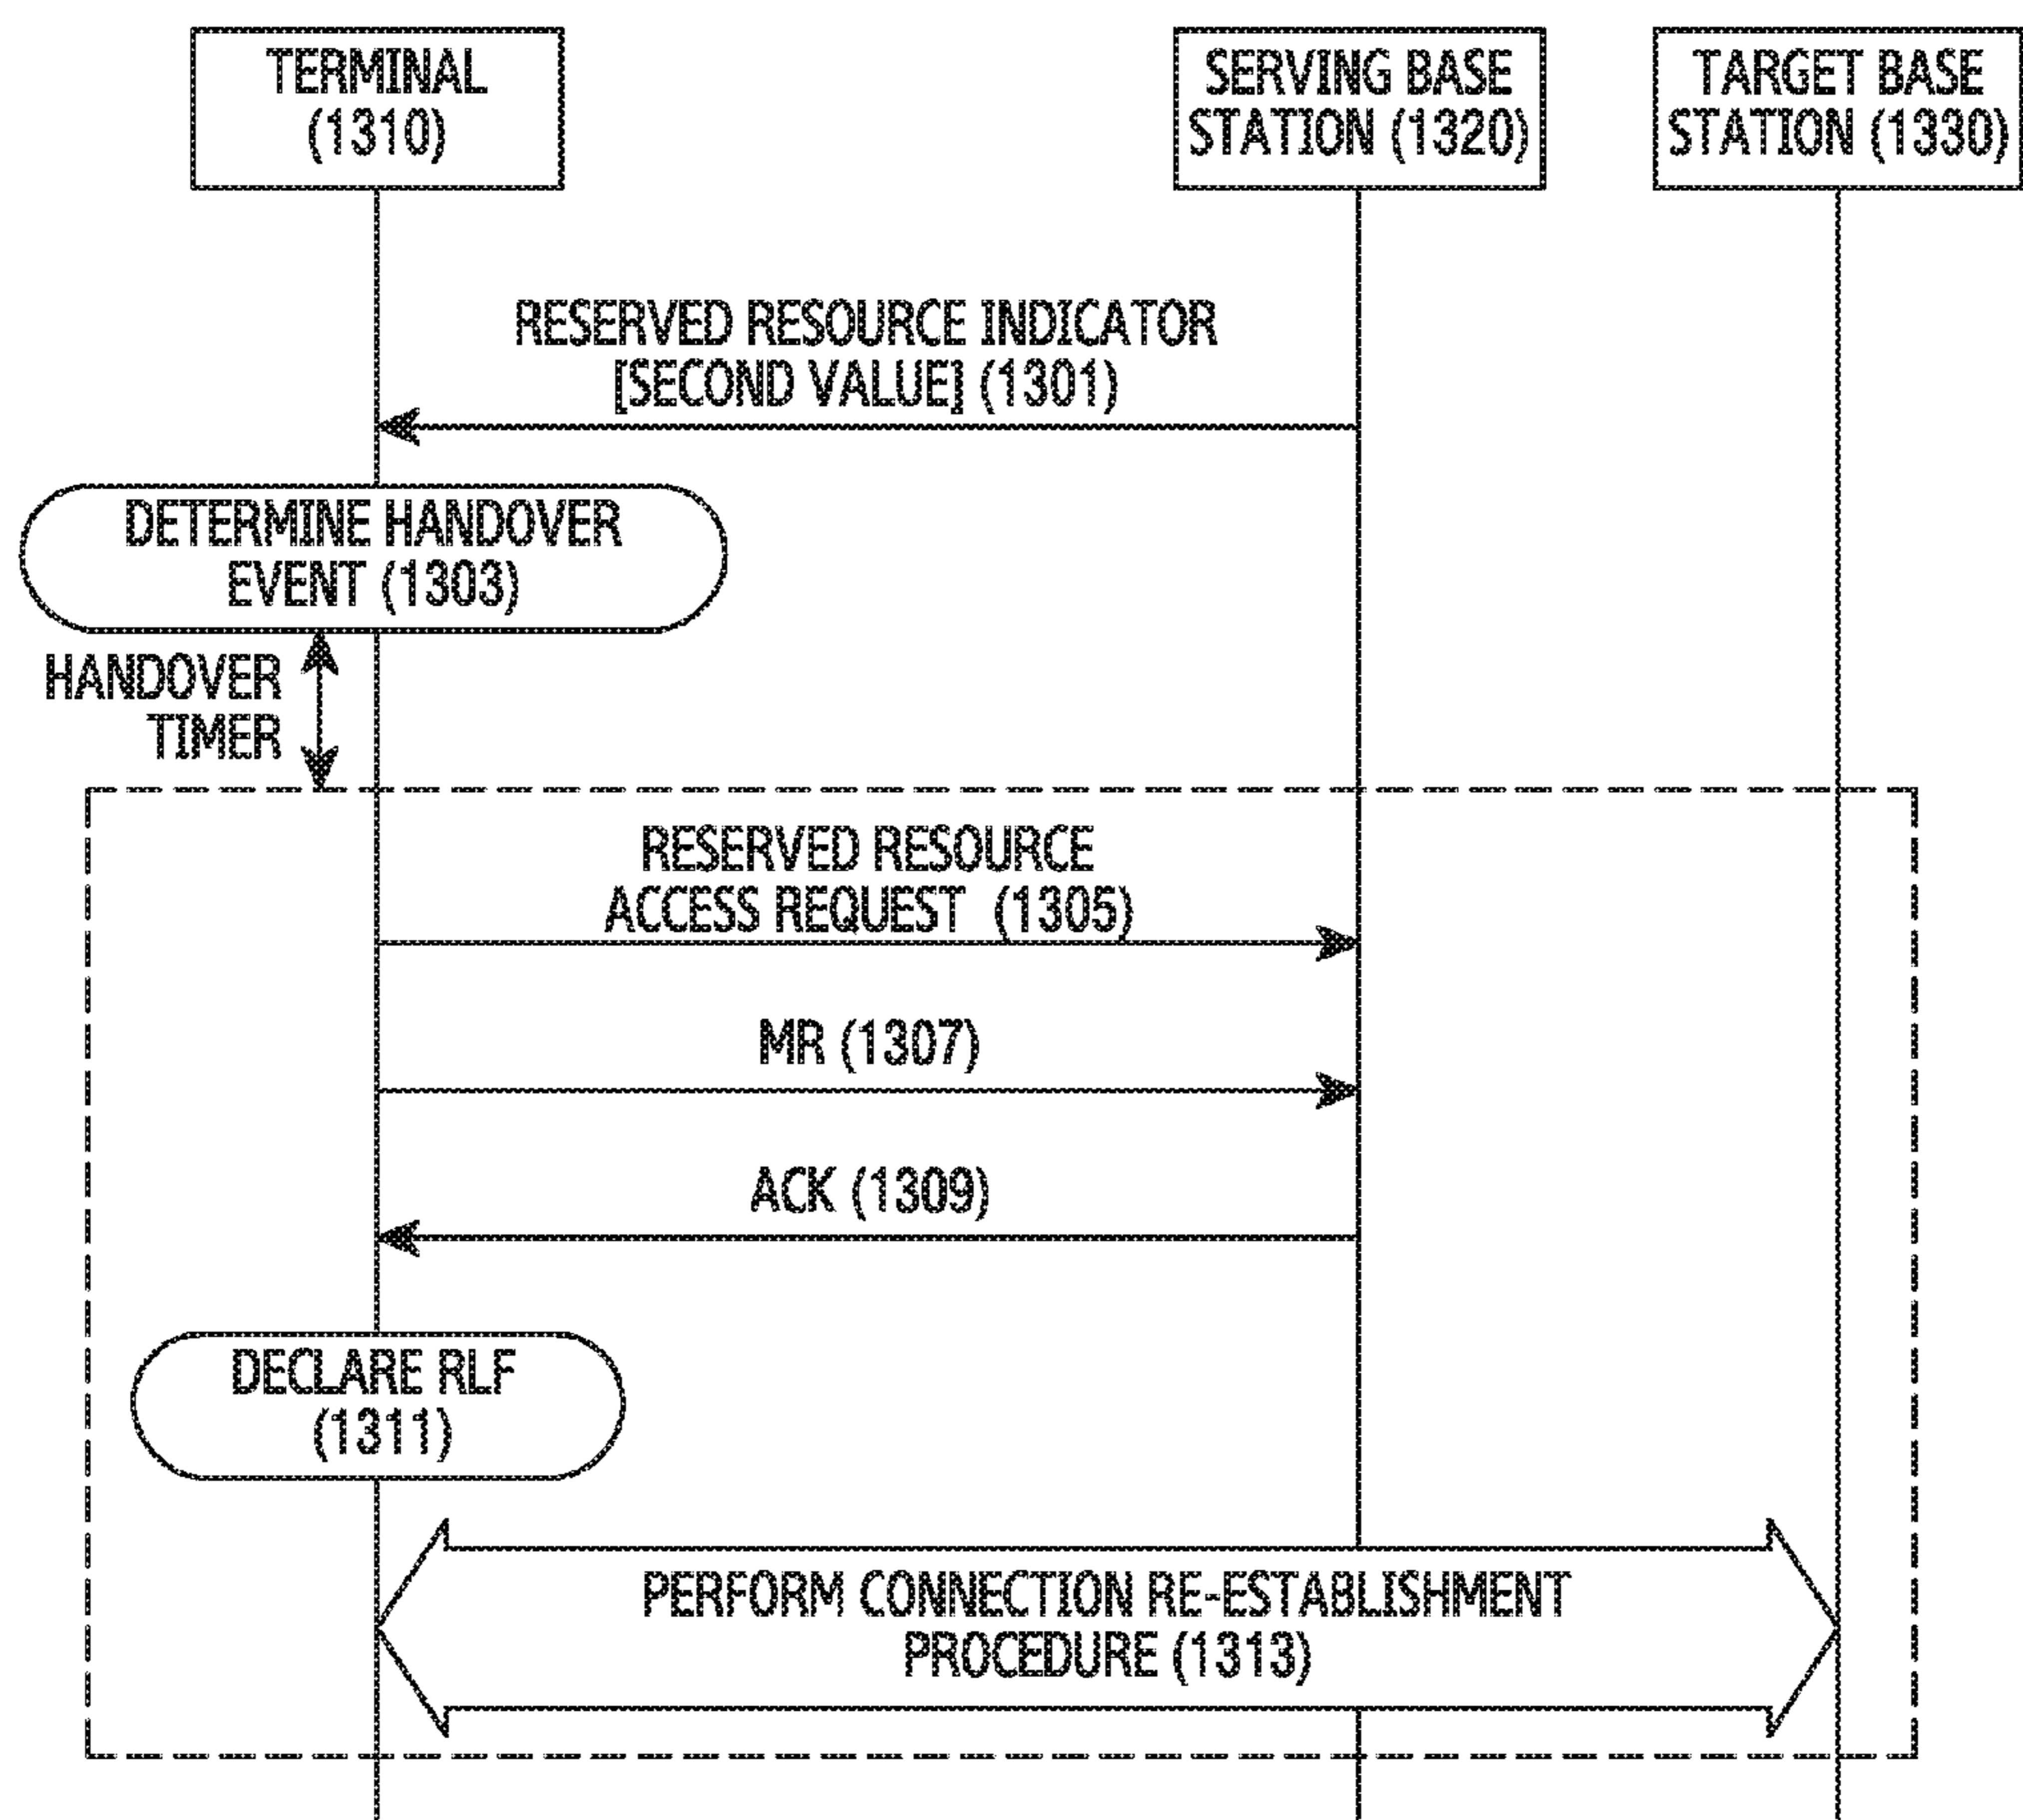 TERMINAL
(1310)
SERVING BASE
STATION (1320)
TARGET BASE
STATION (1330)
RESERVED RESOURCE INDICATOR
[SECOND VALUE] (1301)
DETERMINE HANDOVER
EVENT (1303)
HANDOVER
TIMER
RESERVED RESOURCE
ACCESS REQUEST (1305)
MR (1307)
ACK (1309)
DECLARE RLF
(1311)
PERFORM CONNECTION RE-ESTABLISHMENT
PROCEDURE (1313)